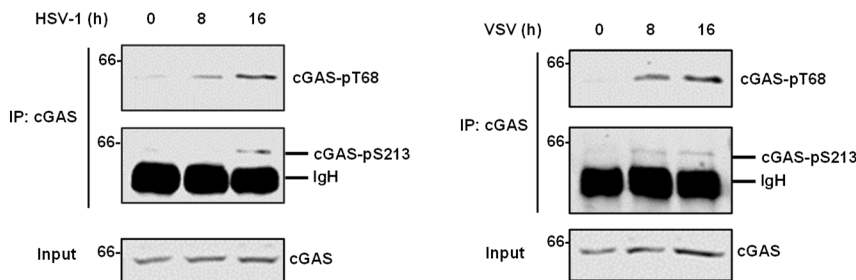 HSV-1 (h) 0 8 16
66-
cGAS-pT68
IP: cGAS
66-
cGAS-pS213
IgH
Input
66-
cGAS
VSV (h) 0 8 16
66-
cGAS-pT68
IP: cGAS
66-
cGAS-pS213
IgH
Input
66-
cGAS